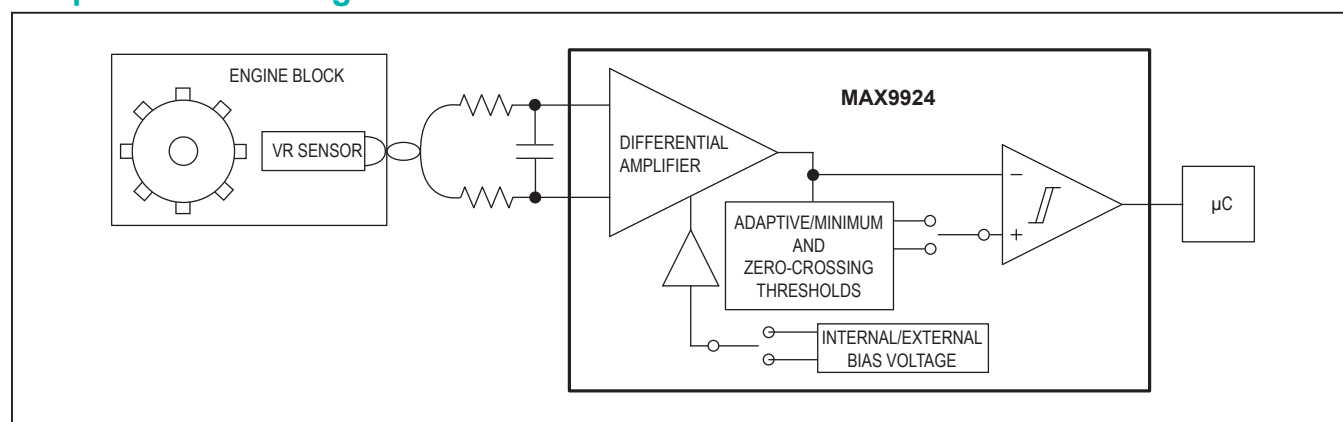 ENGINE BLOCK
VR SENSOR
MAX9924
DIFFERENTIAL
AMPLIFIER
ADAPTIVE/MINIMUM
AND
ZERO-CROSSING
THRESHOLDS
INTERNAL/EXTERNAL
BIAS VOLTAGE
−
+
µC